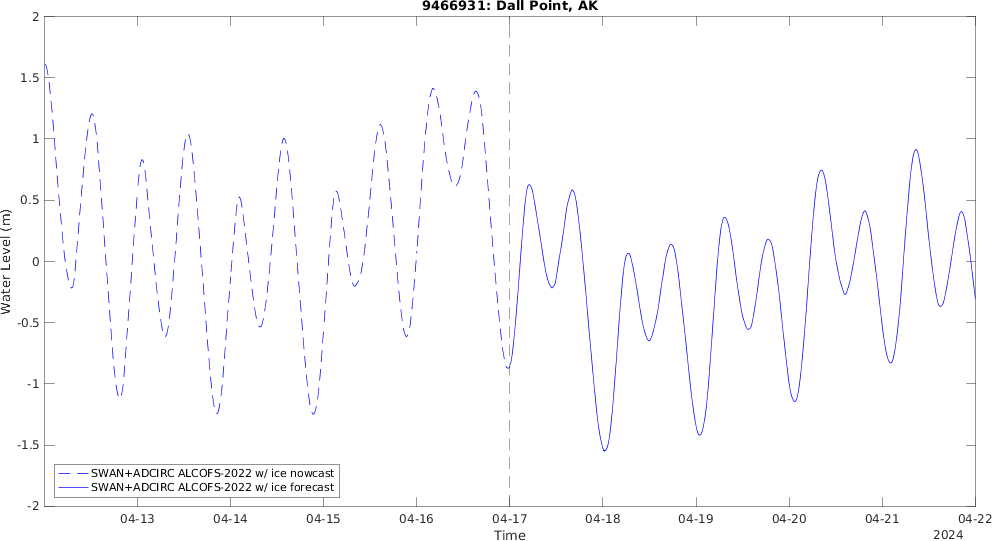 9466931: Dall Point, AK
2
1.5
1
0.5
0
-0.5
-1
-1.5
-2
Water Level (m)
SWAN+ADCIRC ALCOFS-2022 w/ ice nowcast
SWAN+ADCIRC ALCOFS-2022 w/ ice forecast
04-13 04-14 04-15 04-16 04-17 04-18 04-19 04-20 04-21 04-22
Time
2024